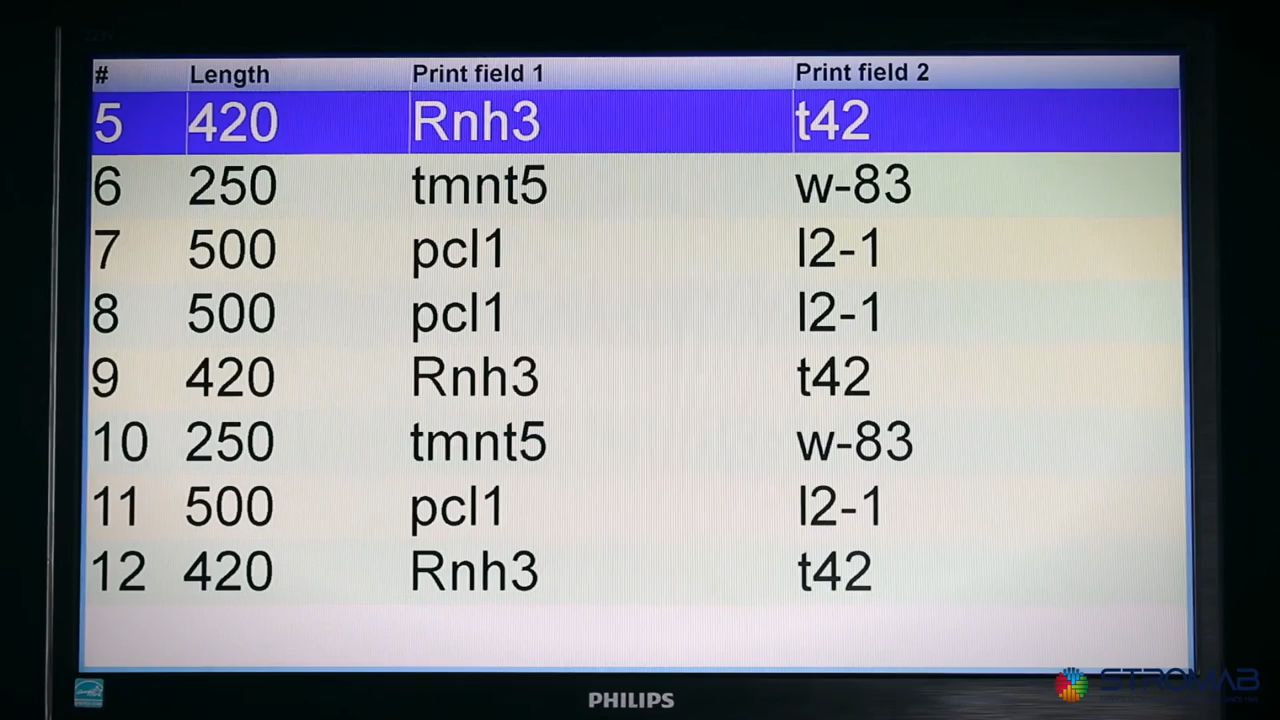 # Length Print field 1 Print field 2
5 420 Rnh3 t42
6 250 tmnt5 w-83
7 500 pcl1 l2-1
8 500 pcl1 l2-1
9 420 Rnh3 t42
10 250 tmnt5 w-83
11 500 pcl1 l2-1
12 420 Rnh3 t42
PHILIPS
STROMAB